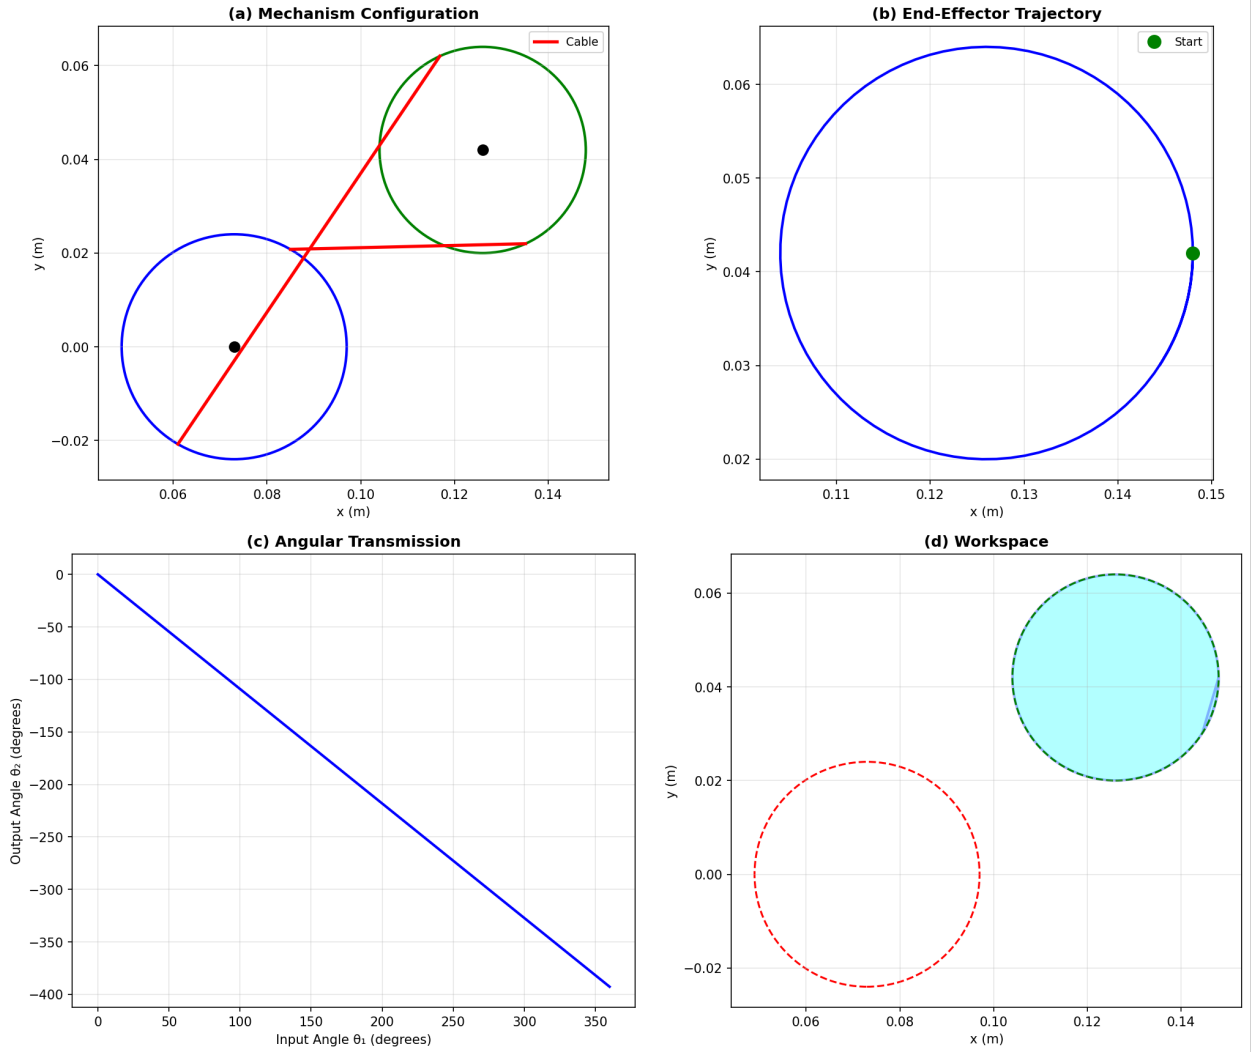 (a) Mechanism Configuration
Cable
0.06
0.04
0.02
0.00
−0.02
y (m)
0.06 0.08 0.10 0.12 0.14
x (m)
(b) End-Effector Trajectory
Start
0.06
0.05
0.04
0.03
0.02
y (m)
0.11 0.12 0.13 0.14 0.15
x (m)
(c) Angular Transmission
0
−50
−100
−150
−200
−250
−300
−350
−400
Output Angle θ₂ (degrees)
0 50 100 150 200 250 300 350
Input Angle θ₁ (degrees)
(d) Workspace
0.06
0.04
0.02
0.00
−0.02
y (m)
0.06 0.08 0.10 0.12 0.14
x (m)